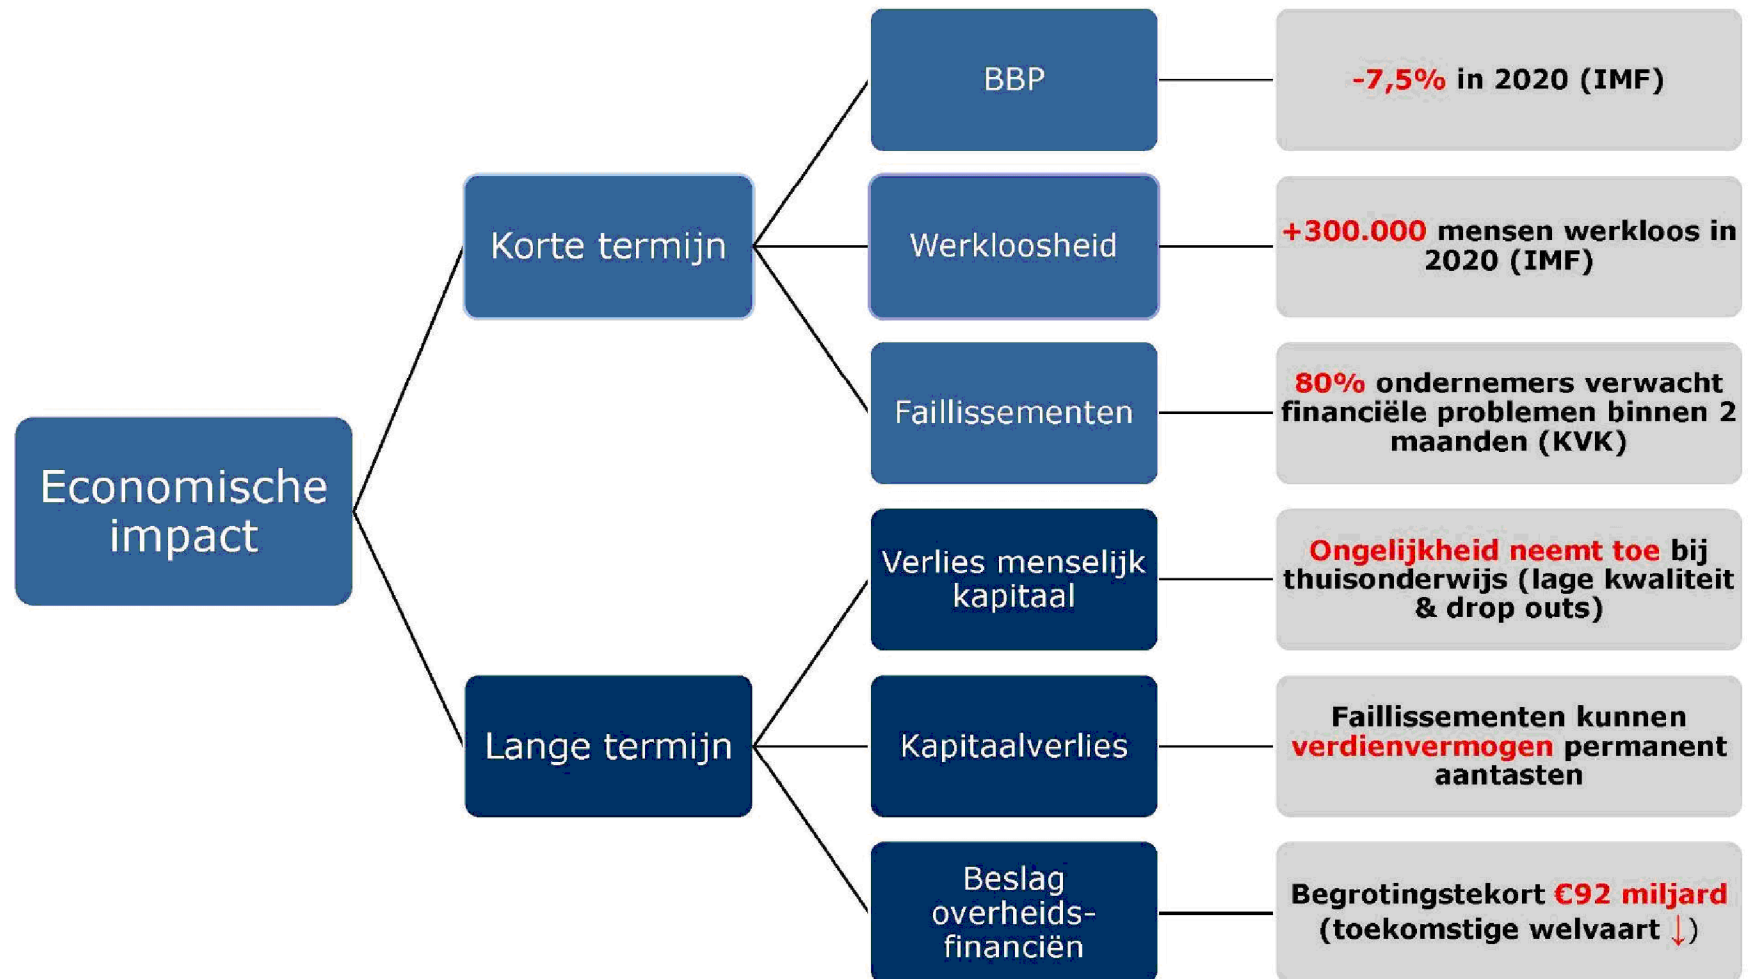 Economische
impact
Korte termijn
BBP
-7,5% in 2020 (IMF)
Werkloosheid
+300.000 mensen werkloos in
2020 (IMF)
Faillissementen
80% ondernemers verwacht
financiële problemen binnen 2
maanden (KVK)
Lange termijn
Verlies menselijk
kapitaal
Ongelijkheid neemt toe bij
thuisonderwijs (lage kwaliteit
& drop outs)
Kapitaalverlies
Faillissementen kunnen
verdienvermogen permanent
aantasten
Beslag
overheids-
financiën
Begrotingstekort €92 miljard
(toekomstige welvaart ↓)